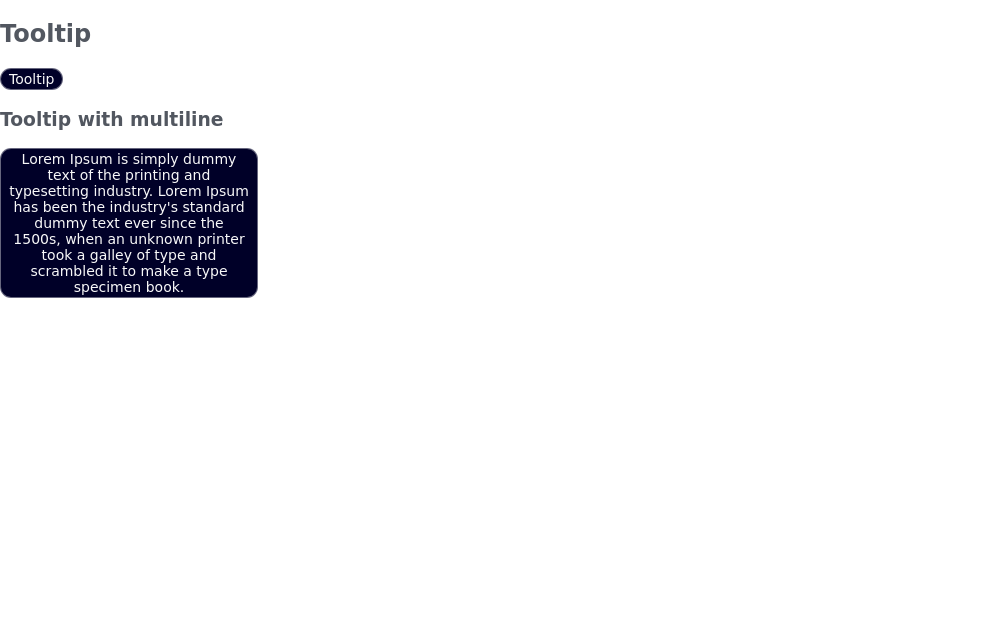 Tooltip
Tooltip
Tooltip with multiline
Lorem Ipsum is simply dummy
text of the printing and
typesetting industry. Lorem Ipsum
has been the industry's standard
dummy text ever since the
1500s, when an unknown printer
took a galley of type and
scrambled it to make a type
specimen book.